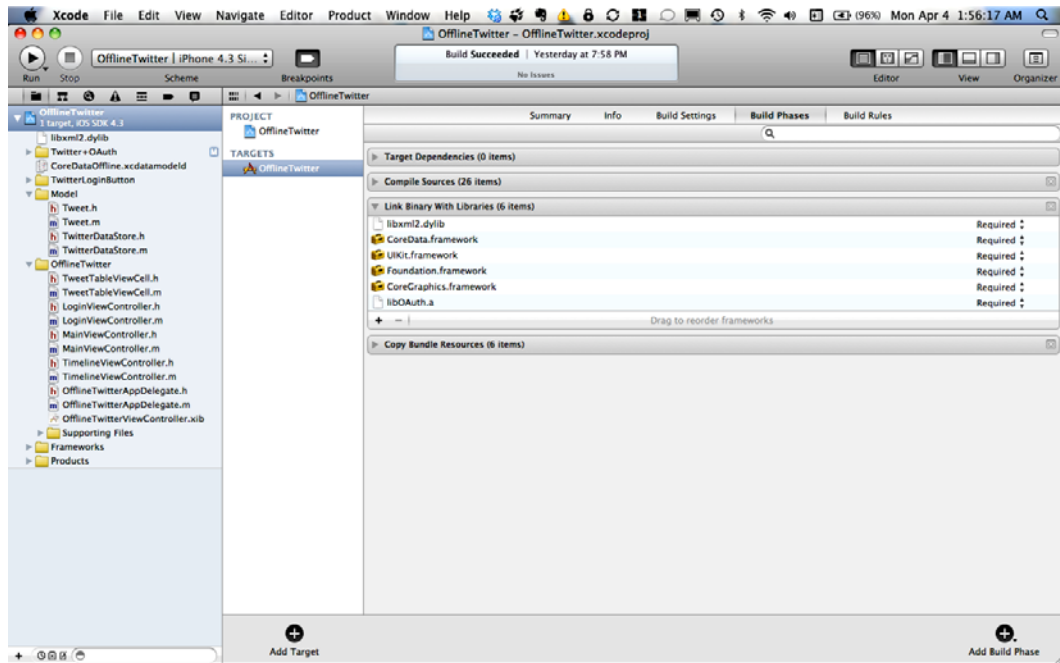 Xcode File Edit View Navigate Editor Product Window Help (96%) Mon Apr 4 1:56:17 AM
OfflineTwitter – OfflineTwitter.xcodeproj
OfflineTwitter | iPhone 4.3 Si...
Build Succeeded | Yesterday at 7:58 PM
No Issues
Run Stop Scheme Breakpoints Editor View Organizer
OfflineTwitter
OfflineTwitter
1 target, iOS SDK 4.3
libxml2.dylib
Twitter+OAuth
CoreDataOffline.xcdatamodeld
TwitterLoginButton
Model
Tweet.h
Tweet.m
TwitterDataStore.h
TwitterDataStore.m
OfflineTwitter
TweetTableViewCell.h
TweetTableViewCell.m
LoginViewController.h
LoginViewController.m
MainViewController.h
MainViewController.m
TimelineViewController.h
TimelineViewController.m
OfflineTwitterAppDelegate.h
OfflineTwitterAppDelegate.m
OfflineTwitterViewController.xib
Supporting Files
Frameworks
Products
PROJECT
OfflineTwitter
TARGETS
OfflineTwitter
Summary Info Build Settings Build Phases Build Rules
Target Dependencies (0 items)
Compile Sources (26 items)
Link Binary With Libraries (6 items)
libxml2.dylib Required
CoreData.framework Required
UIKit.framework Required
Foundation.framework Required
CoreGraphics.framework Required
libOAuth.a Required
+ − Drag to reorder frameworks
Copy Bundle Resources (6 items)
Add Target Add Build Phase